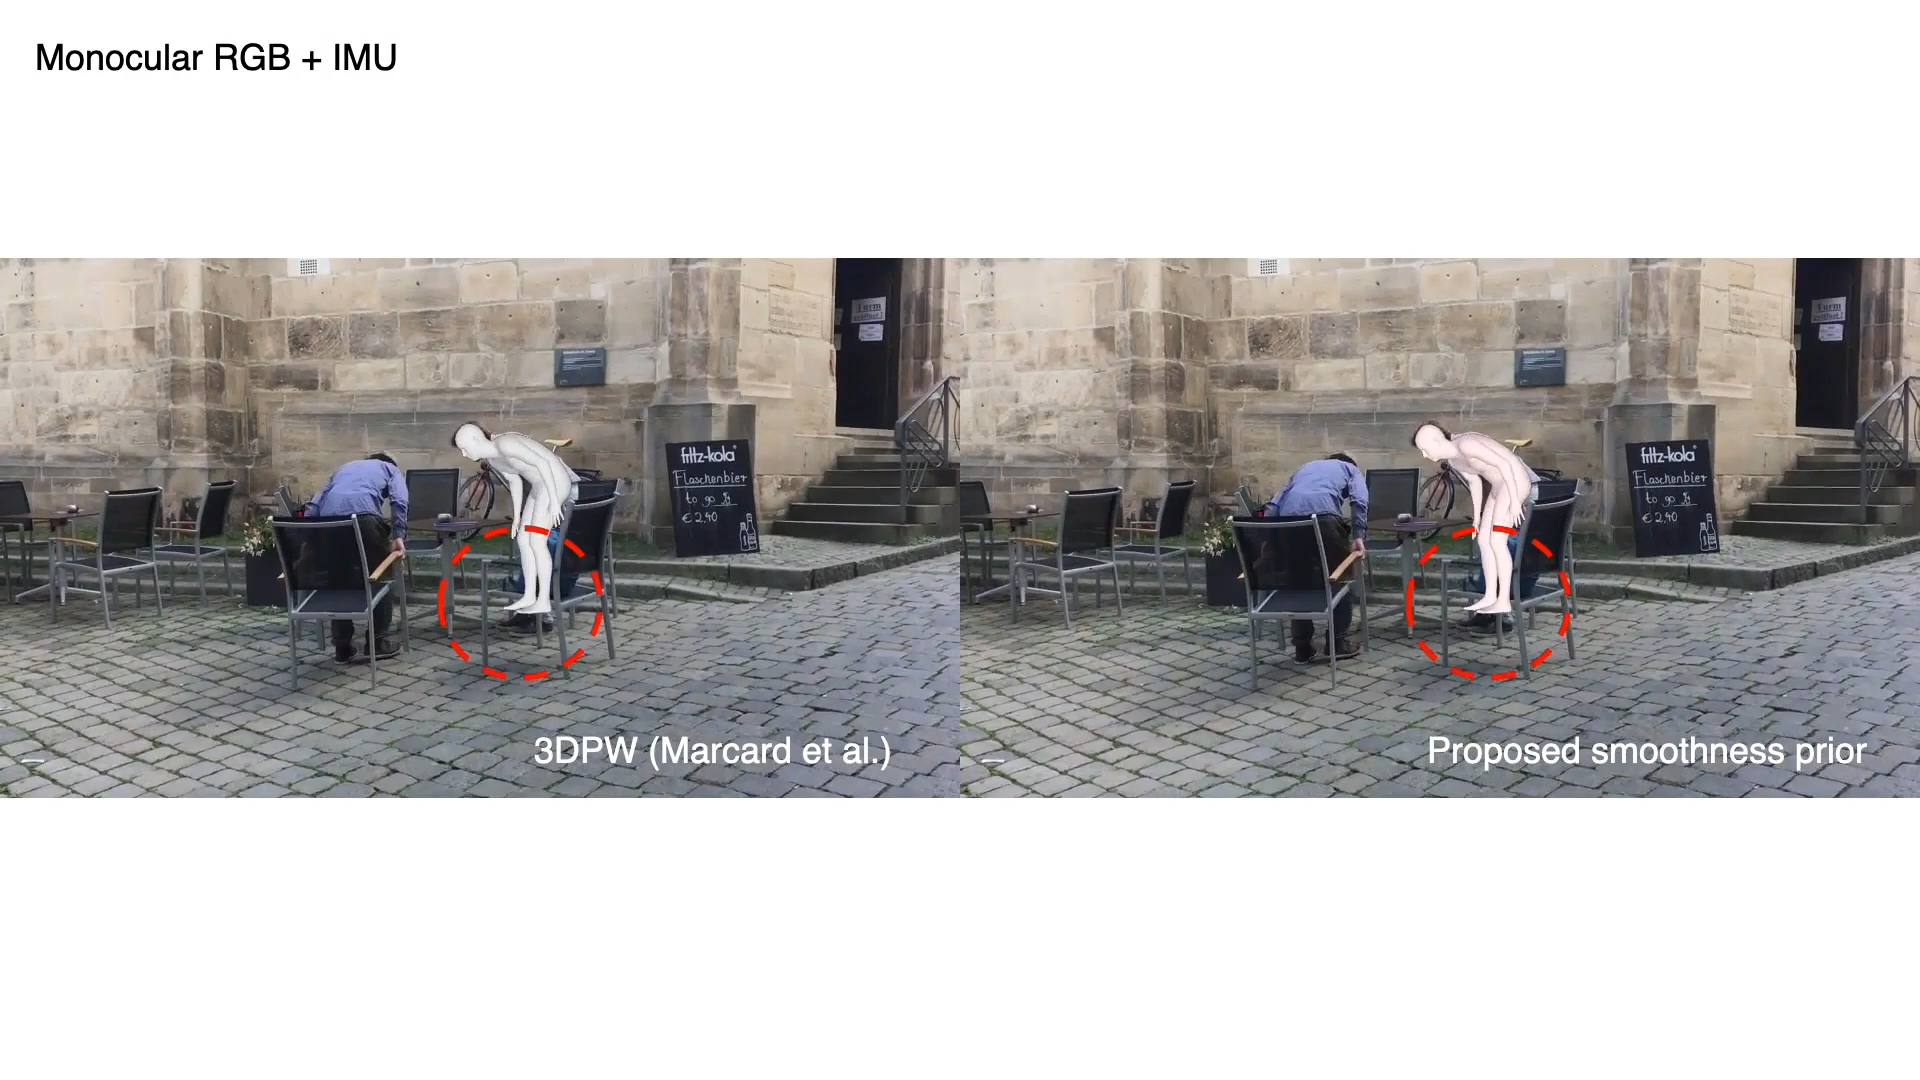 Monocular RGB + IMU
fritz-kola
Flaschenbier
to go
€ 2,40
3DPW (Marcard et al.)
fritz-kola
Flaschenbier
to go
€ 2,40
Proposed smoothness prior